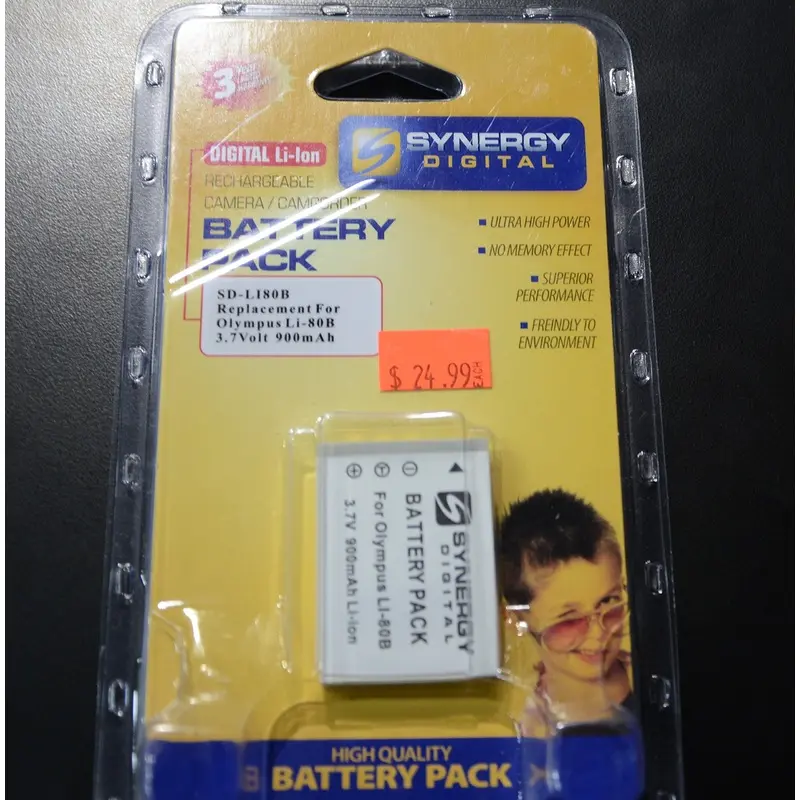 3 YEAR
DIGITAL Li-Ion
RECHARGEABLE
CAMERA / CAMCORDER
BATTERY
PACK
SYNERGY
DIGITAL
ULTRA HIGH POWER
NO MEMORY EFFECT
SUPERIOR
PERFORMANCE
FREINDLY TO
ENVIRONMENT
SD-LI80B
Replacement For
Olympus Li-80B
3.7Volt 900mAh
$ 24.99 EACH
SYNERGY
DIGITAL
BATTERY PACK
For Olympus LI-80B
3.7V 900mAh Li-ion
HIGH QUALITY
BATTERY PACK